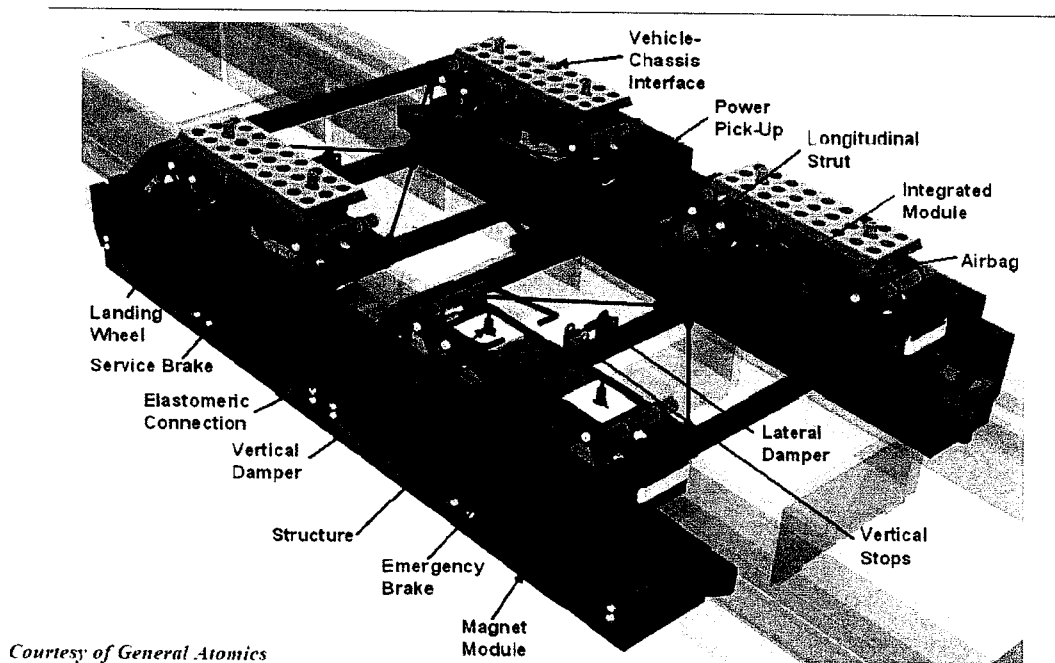 Vehicle-
Chassis
Interface
Power
Pick-Up
Longitudinal
Strut
Integrated
Module
Airbag
Landing
Wheel
Service Brake
Elastomeric
Connection
Vertical
Damper
Structure
Emergency
Brake
Magnet
Module
Lateral
Damper
Vertical
Stops
Courtesy of General Atomics